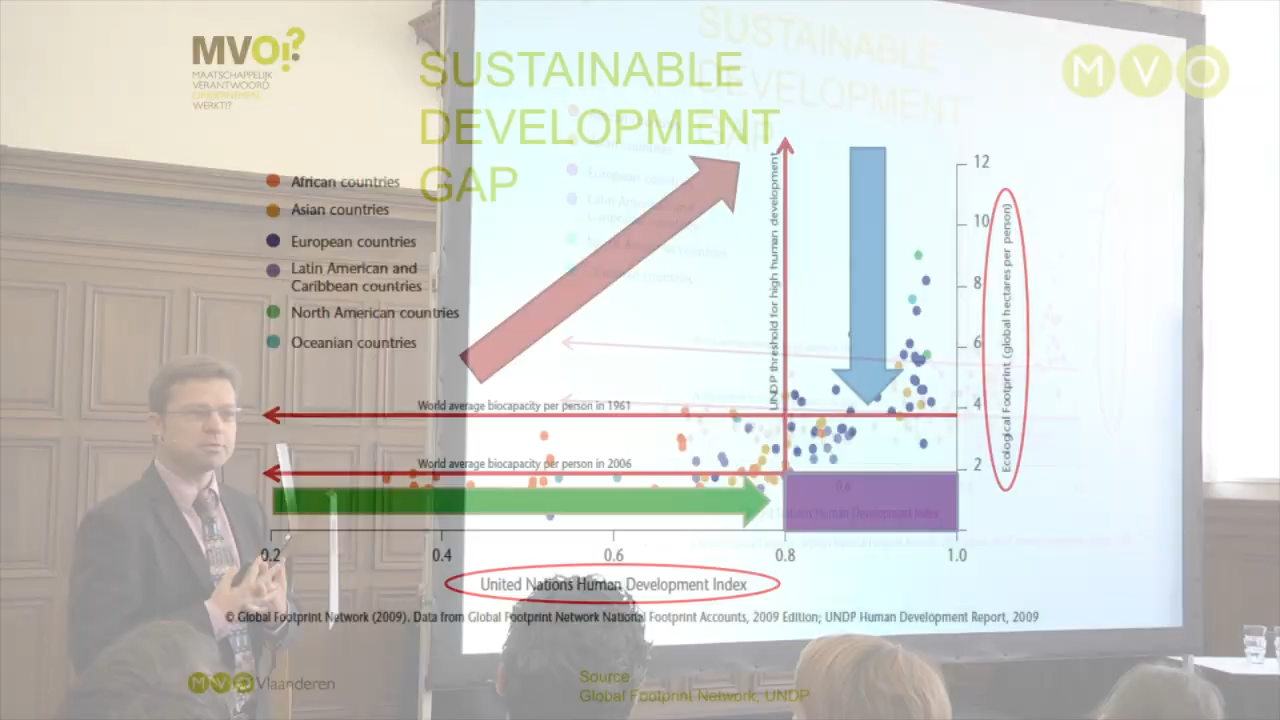 MVO?
MAATSCHAPPELIJK
VERANTWOORD
ONDERNEMEN
WERKT!?
SUSTAINABLE
DEVELOPMENT
GAP
MVO
SUSTAINABLE
DEVELOPMENT
African countries
Asian countries
European countries
Latin American and
Caribbean countries
North American countries
Oceanian countries
UNDP threshold for high human development
12
10
8
6
4
2
Ecological Footprint (global hectares per person)
World average biocapacity per person in 1961
World average biocapacity per person in 2006
0.2
0.4
0.6
0.8
1.0
United Nations Human Development Index
© Global Footprint Network (2009). Data from Global Footprint Network National Footprint Accounts, 2009 Edition; UNDP Human Development Report, 2009
MVO Vlaanderen
Source
Global Footprint Network, UNDP